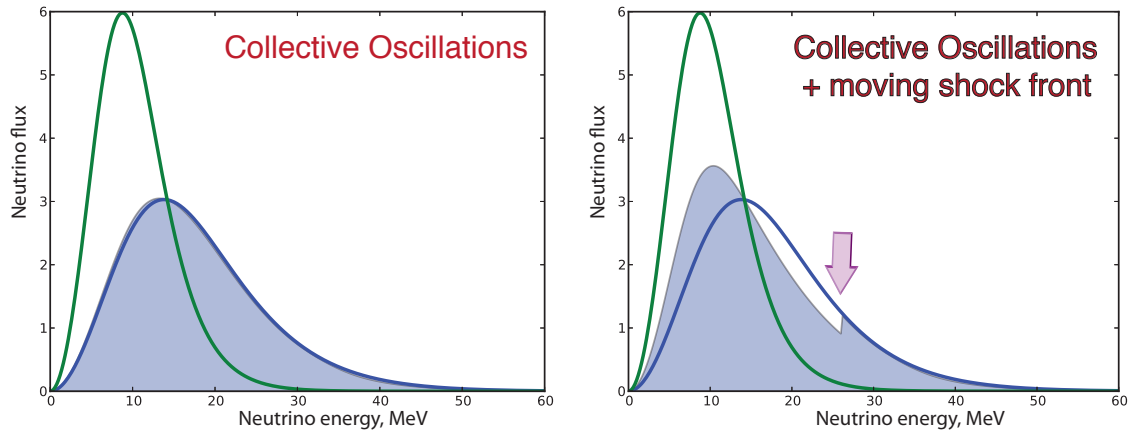 Collective Oscillations
6
5
4
3
2
1
0
Neutrino flux
0 10 20 30 40 50 60
Neutrino energy, MeV
Collective Oscillations
+ moving shock front
6
5
4
3
2
1
0
Neutrino flux
0 10 20 30 40 50 60
Neutrino energy, MeV